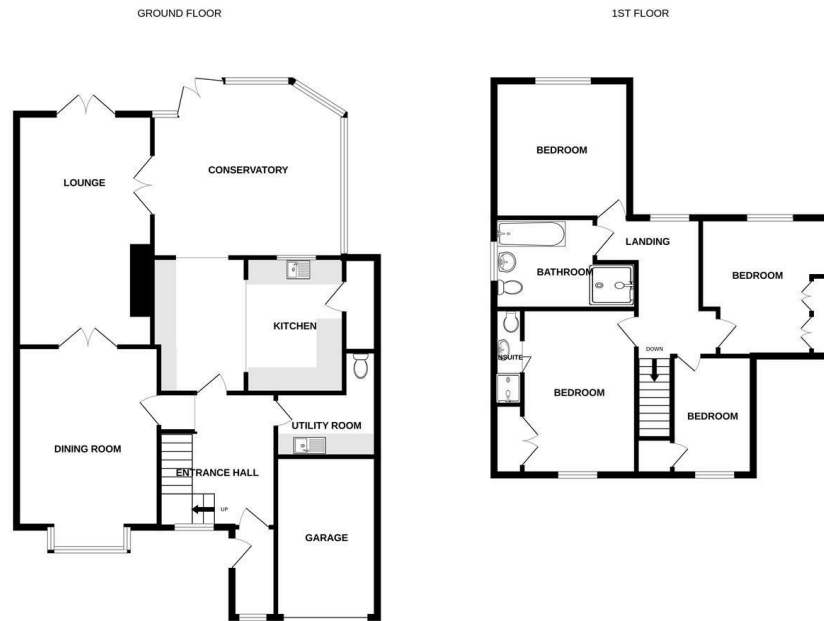 GROUND FLOOR
LOUNGE
CONSERVATORY
KITCHEN
DINING ROOM
UTILITY ROOM
ENTRANCE HALL
UP
GARAGE
1ST FLOOR
BEDROOM
LANDING
BATHROOM
BEDROOM
DOWN
ENSUITE
BEDROOM
BEDROOM